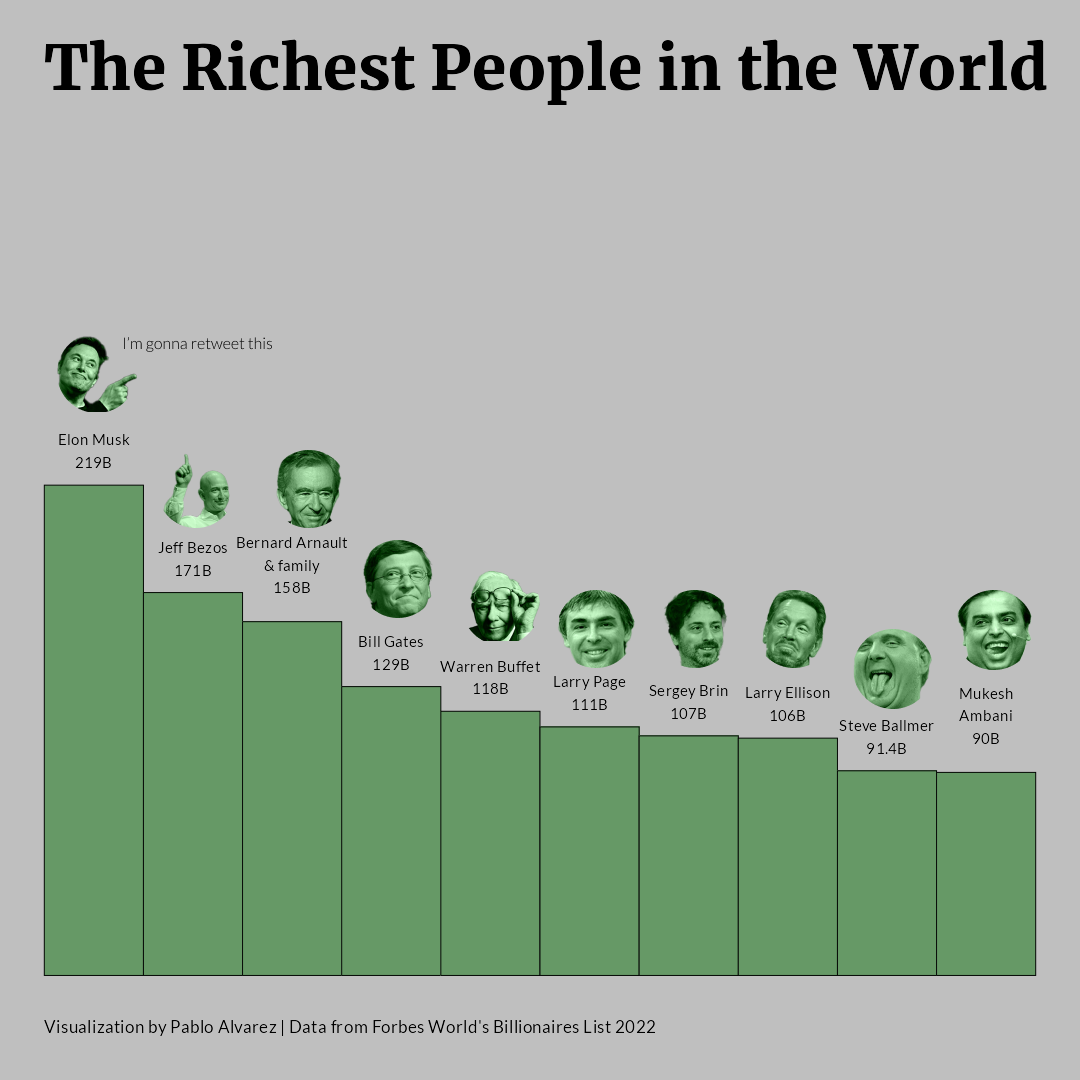 The Richest People in the World
I'm gonna retweet this
Elon Musk
219B
Jeff Bezos
171B
Bernard Arnault
& family
158B
Bill Gates
129B
Warren Buffet
118B
Larry Page
111B
Sergey Brin
107B
Larry Ellison
106B
Steve Ballmer
91.4B
Mukesh
Ambani
90B
Visualization by Pablo Alvarez | Data from Forbes World's Billionaires List 2022